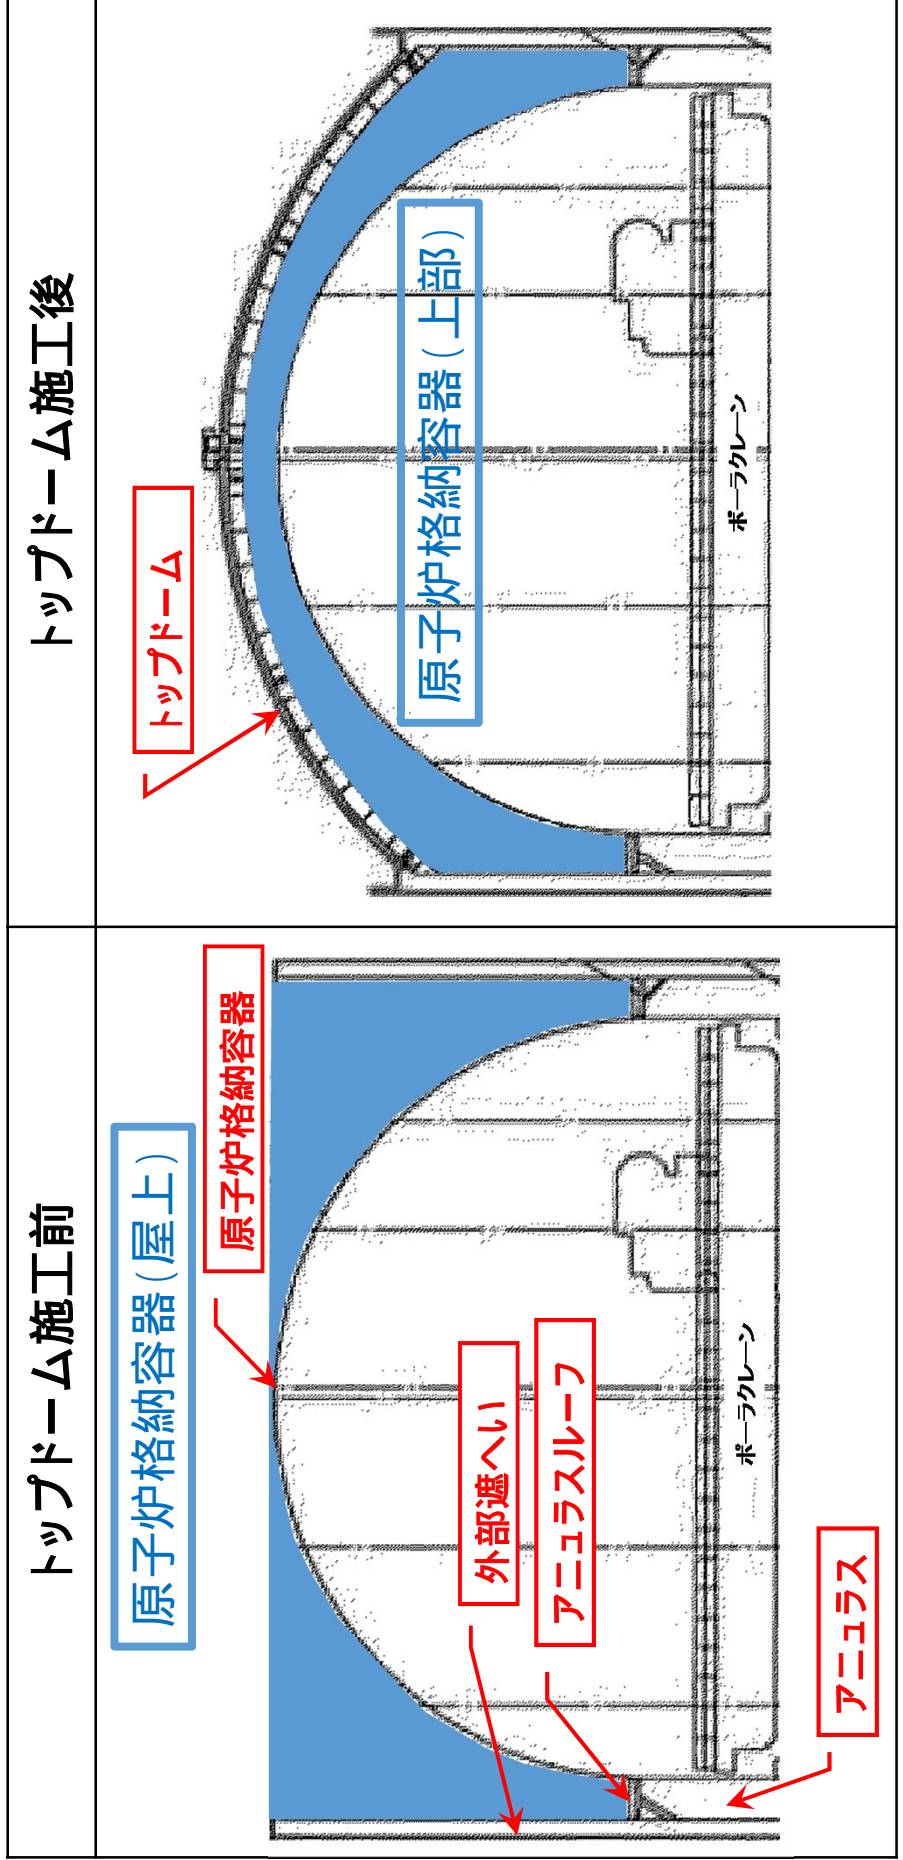 トップドーム施工前
原子炉格納容器(屋上)
原子炉格納容器
外部遮へい
アニュラスルーフ
ポーラクレーン
アニュラス
トップドーム施工後
トップドーム
原子炉格納容器(上部)
ポーラクレーン